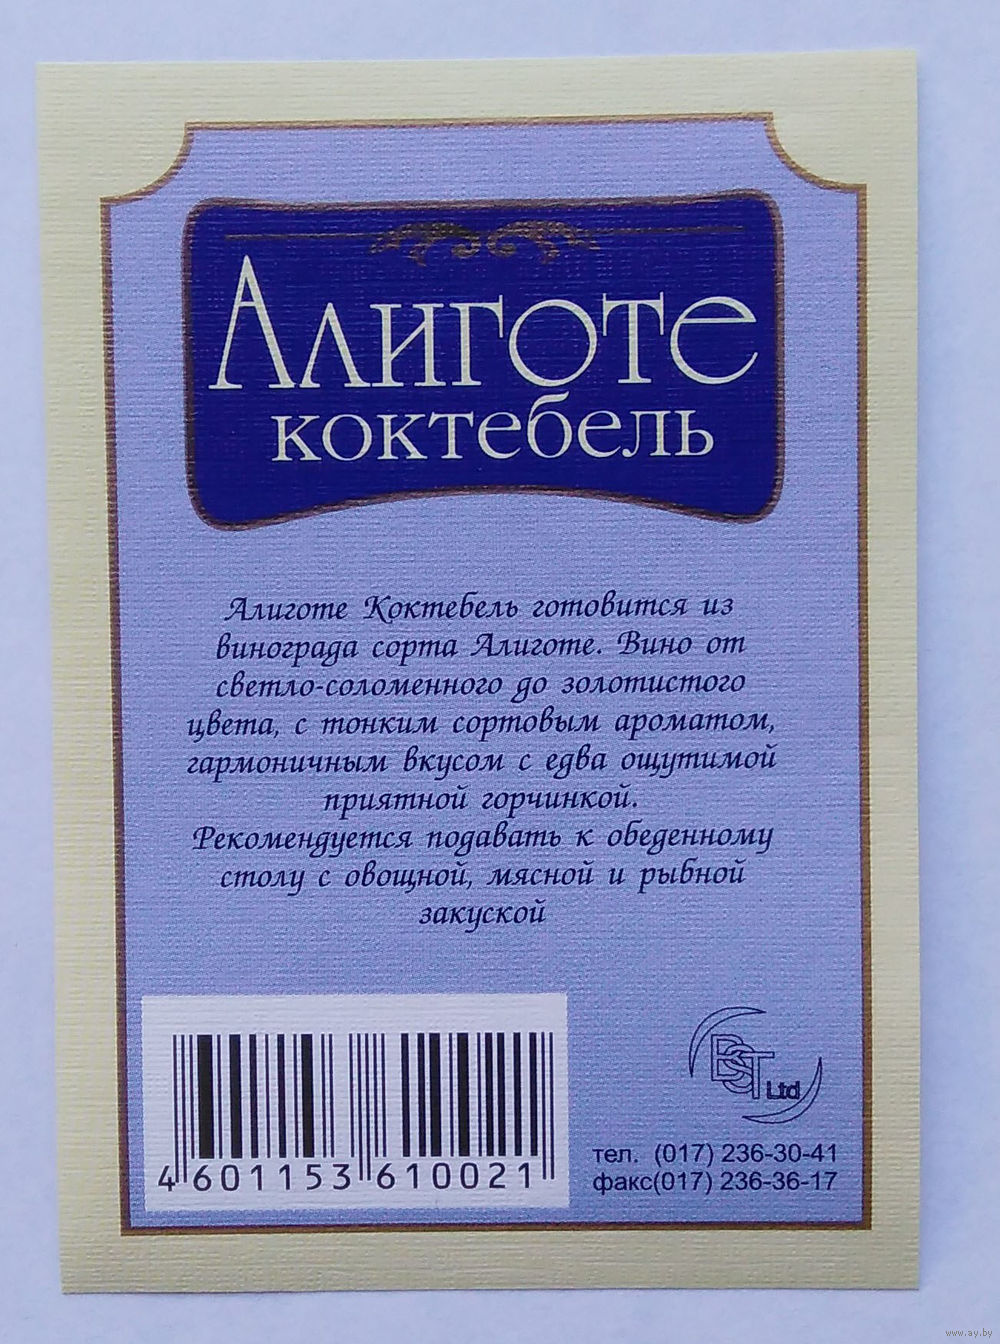 Алиготе
коктебель
Алиготе Коктебель готовится из
винограда сорта Алиготе. Вино от
светло-соломенного до золотистого
цвета, с тонким сортовым ароматом,
гармоничным вкусом с едва ощутимой
приятной горчинкой.
Рекомендуется подавать к обеденному
столу с овощной, мясной и рыбной
закуской
BST Ltd
тел. (017) 236-30-41
факс(017) 236-36-17
4 601153 610021
www.ay.by